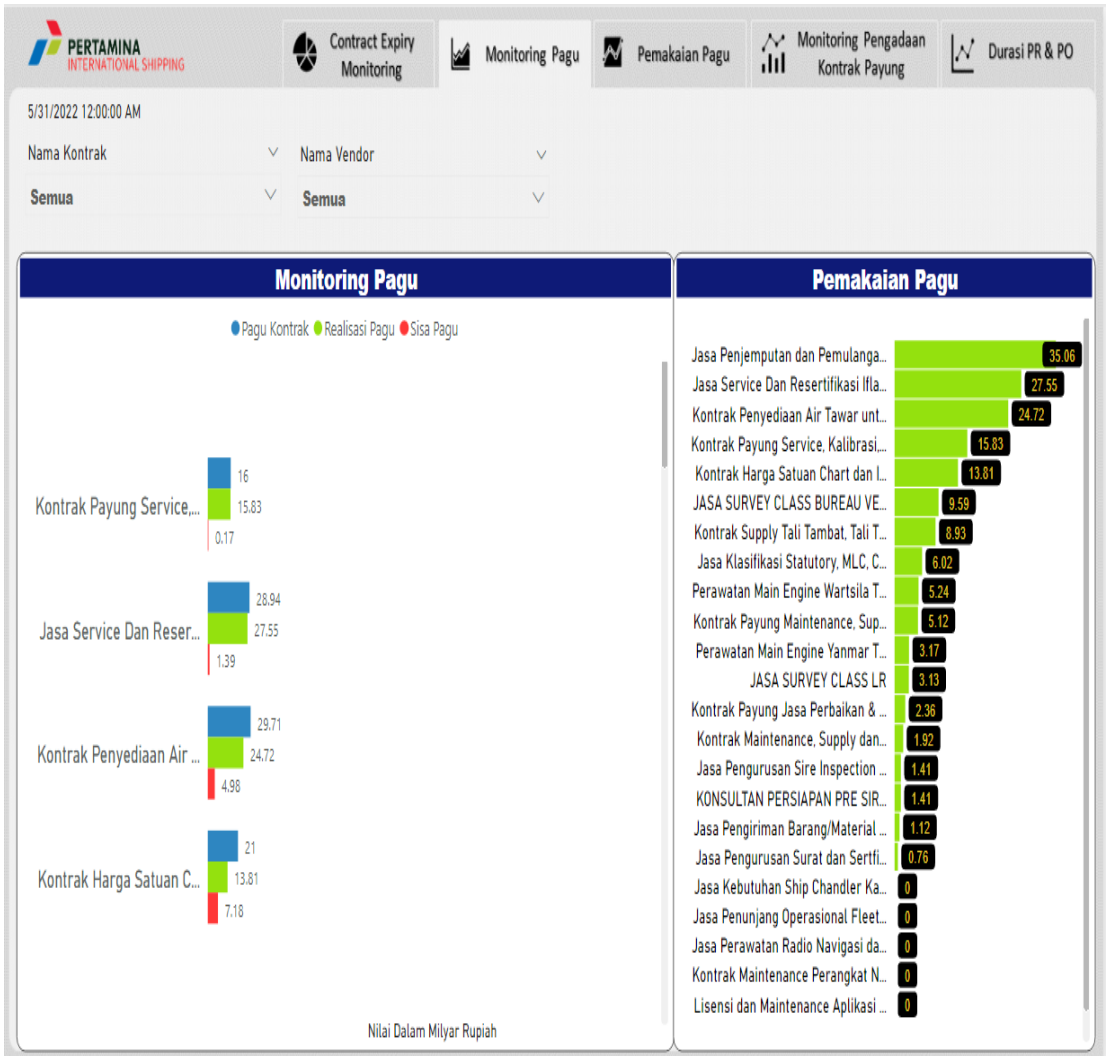 PERTAMINA
INTERNATIONAL SHIPPING
Contract Expiry
Monitoring
Monitoring Pagu
Pemakaian Pagu
Monitoring Pengadaan
Kontrak Payung
Durasi PR & PO
5/31/2022 12:00:00 AM
Nama Kontrak
Nama Vendor
Semua
Semua
Monitoring Pagu
Pagu Kontrak
Realisasi Pagu
Sisa Pagu
Kontrak Payung Service,...
16
15.83
0.17
Jasa Service Dan Reser...
28.94
27.55
1.39
Kontrak Penyediaan Air ...
29.71
24.72
4.98
Kontrak Harga Satuan C...
21
13.81
7.18
Nilai Dalam Milyar Rupiah
Pemakaian Pagu
Jasa Penjemputan dan Pemulanga... 35.06
Jasa Service Dan Resertifikasi Ifla... 27.55
Kontrak Penyediaan Air Tawar unt... 24.72
Kontrak Payung Service, Kalibrasi,... 15.83
Kontrak Harga Satuan Chart dan I... 13.81
JASA SURVEY CLASS BUREAU VE... 9.59
Kontrak Supply Tali Tambat, Tali T... 8.93
Jasa Klasifikasi Statutory, MLC, C... 6.02
Perawatan Main Engine Wartsila T... 5.24
Kontrak Payung Maintenance, Sup... 5.12
Perawatan Main Engine Yanmar T... 3.17
JASA SURVEY CLASS LR 3.13
Kontrak Payung Jasa Perbaikan & ... 2.36
Kontrak Maintenance, Supply dan... 1.92
Jasa Pengurusan Sire Inspection ... 1.41
KONSULTAN PERSIAPAN PRE SIR... 1.41
Jasa Pengiriman Barang/Material ... 1.12
Jasa Pengurusan Surat dan Sertfi... 0.76
Jasa Kebutuhan Ship Chandler Ka... 0
Jasa Penunjang Operasional Fleet... 0
Jasa Perawatan Radio Navigasi da... 0
Kontrak Maintenance Perangkat N... 0
Lisensi dan Maintenance Aplikasi ... 0